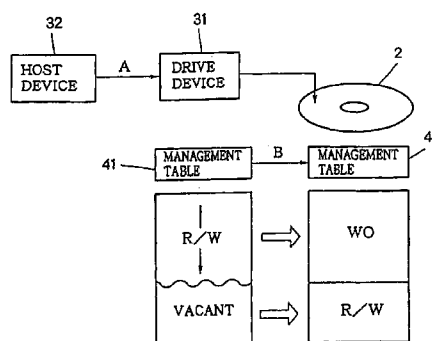 32
31
2
HOST DEVICE
A
DRIVE DEVICE
41
MANAGEMENT TABLE
B
MANAGEMENT TABLE
4
R/W
WO
VACANT
R/W